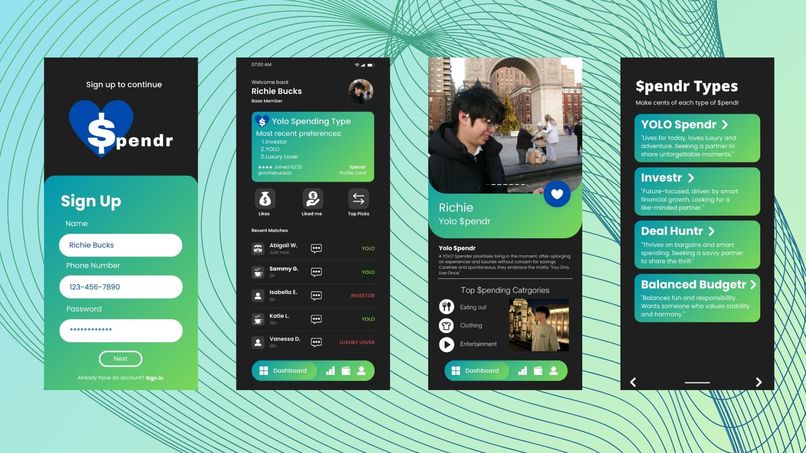 Sign up to continue
$pendr
Sign Up
Name
Richie Bucks
Phone Number
123-456-7890
Password
************
Next
Already have an account? Sign in
07:00 AM
Welcome back
Richie Bucks
Base Member
Yolo Spending Type
Most recent preferences:
1.Investor
2.YOLO
3.Luxury Lover
Joined 10/25
@richiebuckzz
Spendr
Profile Card
Likes
Liked me
Top Picks
Recent Matches
Abigail W.
Just now
YOLO
Sammy G.
2h
YOLO
Isabella E.
INVESTOR
Katie L.
YOLO
Vanessa D.
LUXURY LOVER
Dashboard
Richie
Yolo $pendr
Yolo Spendr
A YOLO Spender prioritizes living in the moment, often splurging
on experiences and luxuries without concern for savings.
Carefree and spontaneous, they embrace the motto "You Only
Live Once."
Top $pending Catrgories
Eating out
Clothing
Entertainment
Dashboard
$pendr Types
Make cents of each type of $pendr
YOLO Spendr
"Lives for today, loves luxury and
adventure. Seeking a partner to
share unforgettable moments."
Investr
"Future-focused, driven by smart
financial growth. Looking for a
like-minded partner."
Deal Huntr
"Thrives on bargains and smart
spending. Seeking a savvy partner
to share the thrill."
Balanced Budgetr
"Balances fun and responsibility.
Wants someone who values stability
and harmony."